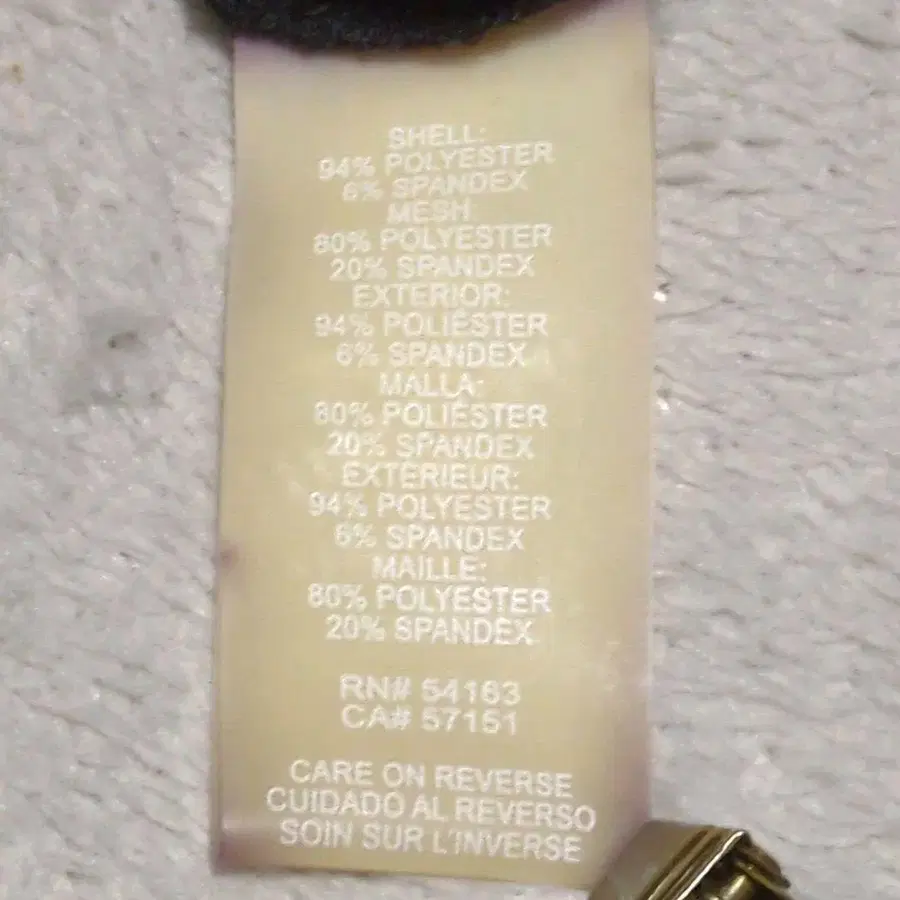 SHELL:
94% POLYESTER
6% SPANDEX
MESH:
80% POLYESTER
20% SPANDEX
EXTERIOR:
94% POLIÉSTER
6% SPANDEX
MALLA:
80% POLIÉSTER
20% SPANDEX
EXTERIEUR:
94% POLYESTER
6% SPANDEX
MAILLE:
80% POLYESTER
20% SPANDEX
RN# 54163
CA# 57151
CARE ON REVERSE
CUIDADO AL REVERSO
SOIN SUR L'INVERSE